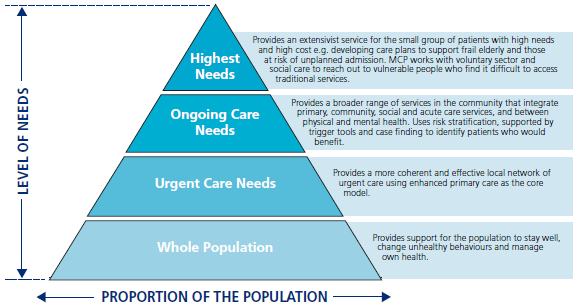 LEVEL OF NEEDS
Highest
Needs
Provides an extensivist service for the small group of patients with high needs
and high cost e.g. developing care plans to support frail elderly and those
at risk of unplanned admission. MCP works with voluntary sector and
social care to reach out to vulnerable people who find it difficult to access
traditional services.
Ongoing Care
Needs
Provides a broader range of services in the community that integrate
primary, community, social and acute care services, and between
physical and mental health. Uses risk stratification, supported by
trigger tools and case finding to identify patients who would
benefit.
Urgent Care Needs
Provides a more coherent and effective local network of
urgent care using enhanced primary care as the core
model.
Whole Population
Provides support for the population to stay well,
change unhealthy behaviours and manage
own health.
PROPORTION OF THE POPULATION